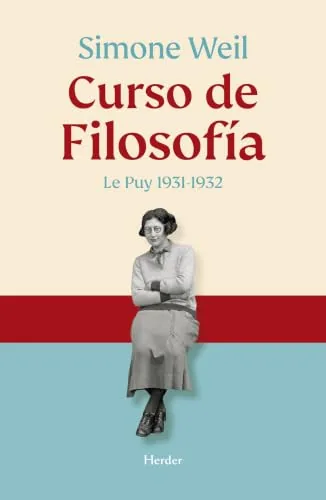 Simone Weil
Curso de
Filosofía
Le Puy 1931-1932
Herder